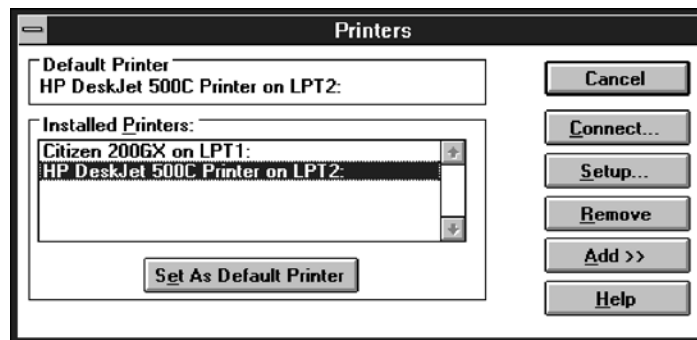 Printers
Default Printer
HP DeskJet 500C Printer on LPT2:
Installed Printers:
Citizen 200GX on LPT1:
HP DeskJet 500C Printer on LPT2:
Set As Default Printer
Cancel
Connect...
Setup...
Remove
Add >>
Help